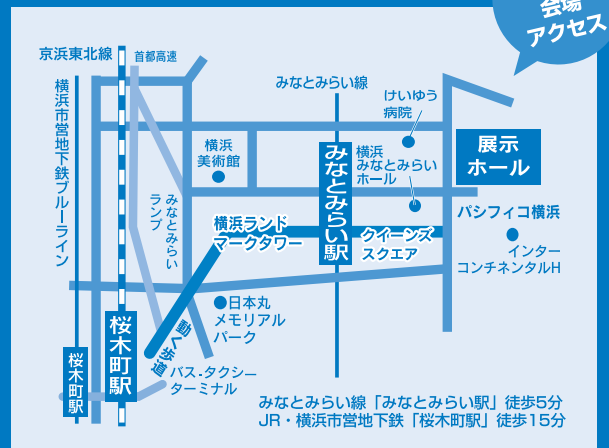 会場
アクセス
京浜東北線
首都高速
横浜市営地下鉄ブルーライン
みなとみらい線
けいゆう
病院
横浜
美術館
みなとみらい
ランプ
みなとみらい駅
横浜
みなとみらい
ホール
展示
ホール
横浜ランド
マークタワー
クイーンズ
スクエア
パシフィコ横浜
インター
コンチネンタルH
日本丸
メモリアル
パーク
動く歩道
桜木町駅
桜木町駅
バス-タクシー
ターミナル
みなとみらい線「みなとみらい駅」徒歩5分
JR・横浜市営地下鉄「桜木町駅」徒歩15分